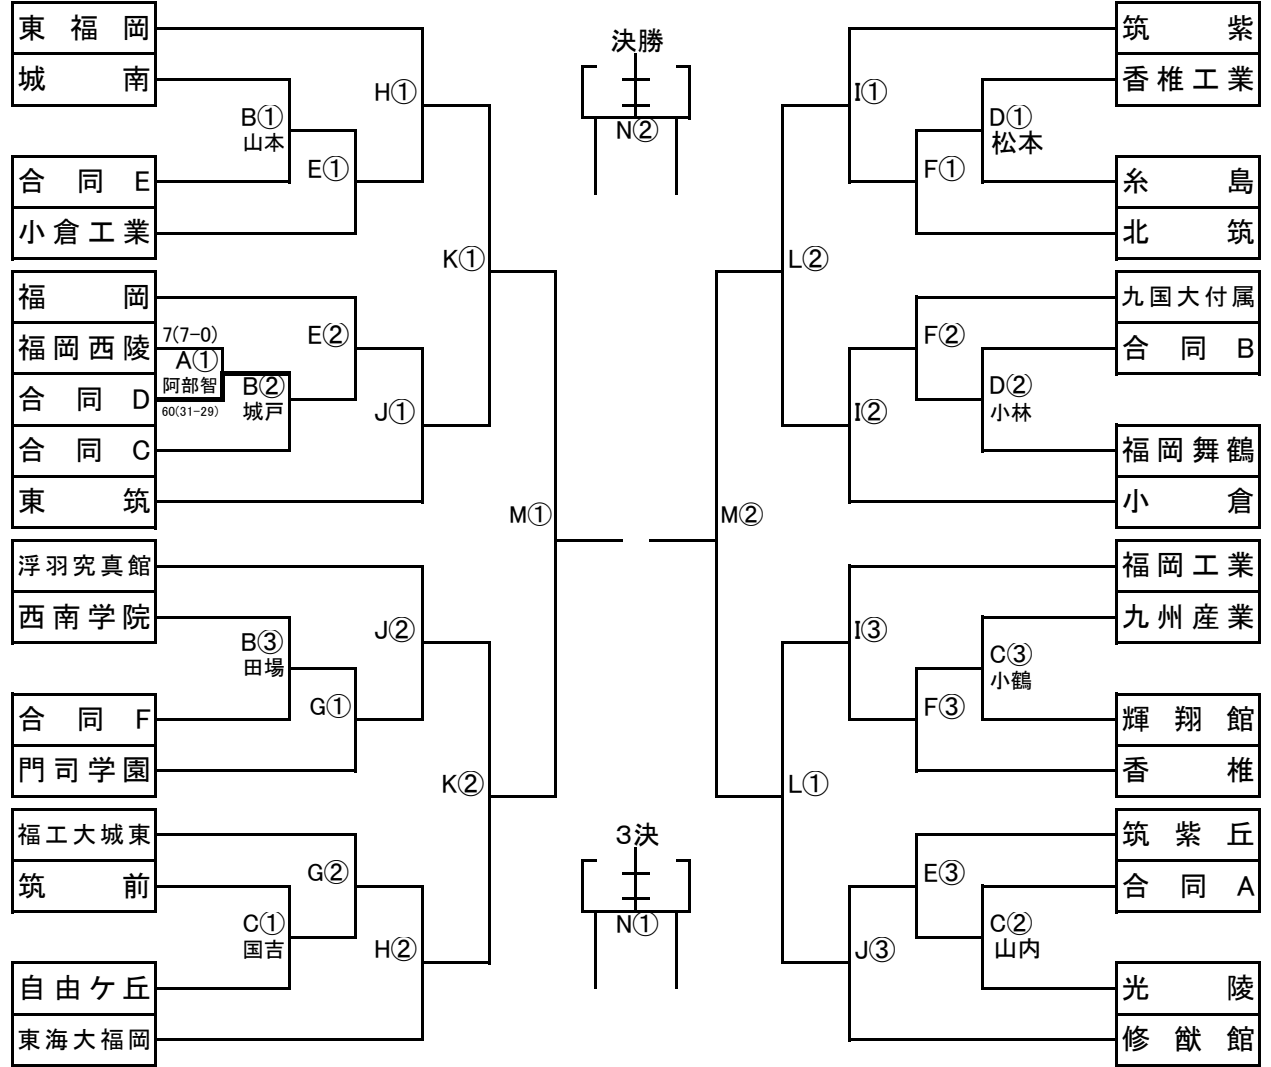 東福岡
城南
合同E
小倉工業
福岡
福岡西陵
合同D
合同C
東筑
浮羽究真館
西南学院
合同F
門司学園
福工大城東
筑前
自由ケ丘
東海大福岡
7(7-0)
A①
阿部智
60(31-29)
B①
山本
B②
城戸
B③
田場
C①
国吉
E①
E②
G①
G②
H①
J①
J②
H②
K①
K②
M①
決勝
N②
3決
N①
M②
L②
L①
I①
I②
I③
J③
F①
F②
F③
E③
D①
松本
D②
小林
C③
小鶴
C②
山内
筑紫
香椎工業
糸島
北筑
九国大付属
合同B
福岡舞鶴
小倉
福岡工業
九州産業
輝翔館
香椎
筑紫丘
合同A
光陵
修猷館